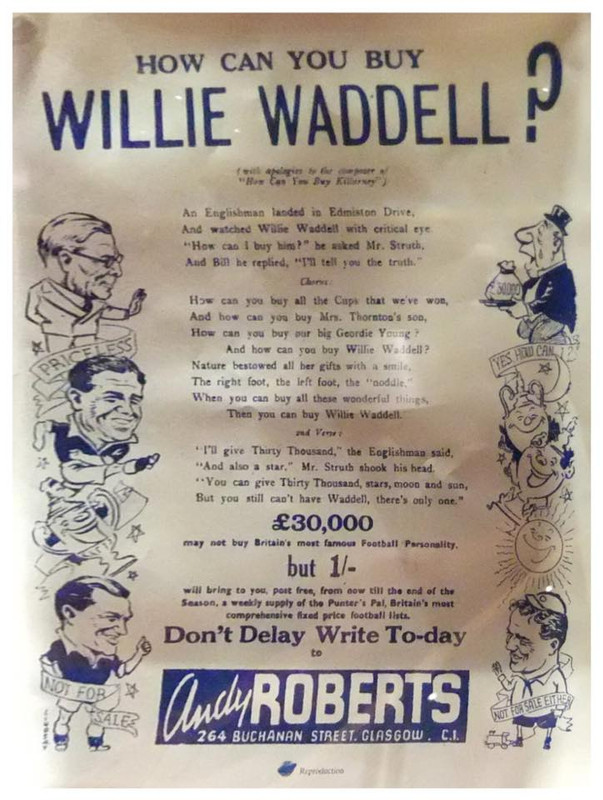 HOW CAN YOU BUY
WILLIE WADDELL?
(with apologies to the composer of
"How Can You Buy Killarney")
An Englishman landed in Edmiston Drive,
And watched Willie Waddell with critical eye
"How can I buy him?" he asked Mr. Struth,
And Bill he replied, "I'll tell you the truth."
Chorus:
How can you buy all the Cups that we've won,
And how can you buy Mrs. Thornton's son,
How can you buy our big Geordie Young?
And how can you buy Willie Waddell?
Nature bestowed all her gifts with a smile,
The right foot, the left foot, the "noddle,"
When you can buy all these wonderful things,
Then you can buy Willie Waddell.
2nd Verse:
"I'll give Thirty Thousand," the Englishman said,
"And also a star." Mr. Struth shook his head.
"You can give Thirty Thousand, stars, moon and sun,
But you still can't have Waddell, there's only one."
£30,000
may not buy Britain's most famous Football Personality.
but 1/-
will bring to you, post free, from now till the end of the
Season, a weekly supply of the Punter's Pal, Britain's most
comprehensive fixed price football lists.
Don't Delay Write To-day
to
Andy ROBERTS
264 BUCHANAN STREET. GLASGOW. C.1.
Reproduction
PRICELESS
NOT FOR
SALE
£30,000
YES HOW CAN I?
NOT FOR SALE EITHER